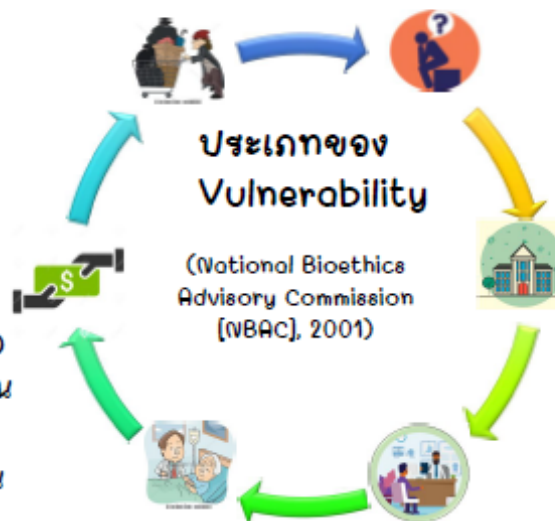 ?
ประเภทของ
Vulnerability
(National Bioethics
Advisory Commission
[NBAC], 2001)
$